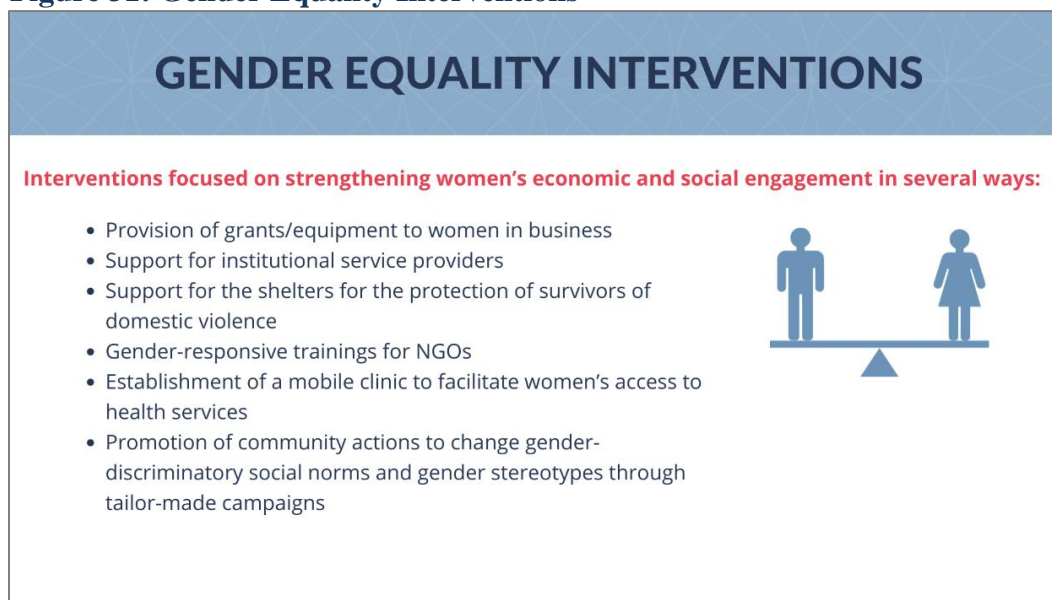 GENDER EQUALITY INTERVENTIONS
Interventions focused on strengthening women's economic and social engagement in several ways:
• Provision of grants/equipment to women in business
• Support for institutional service providers
• Support for the shelters for the protection of survivors of
domestic violence
• Gender-responsive trainings for NGOs
• Establishment of a mobile clinic to facilitate women's access to
health services
• Promotion of community actions to change gender-
discriminatory social norms and gender stereotypes through
tailor-made campaigns